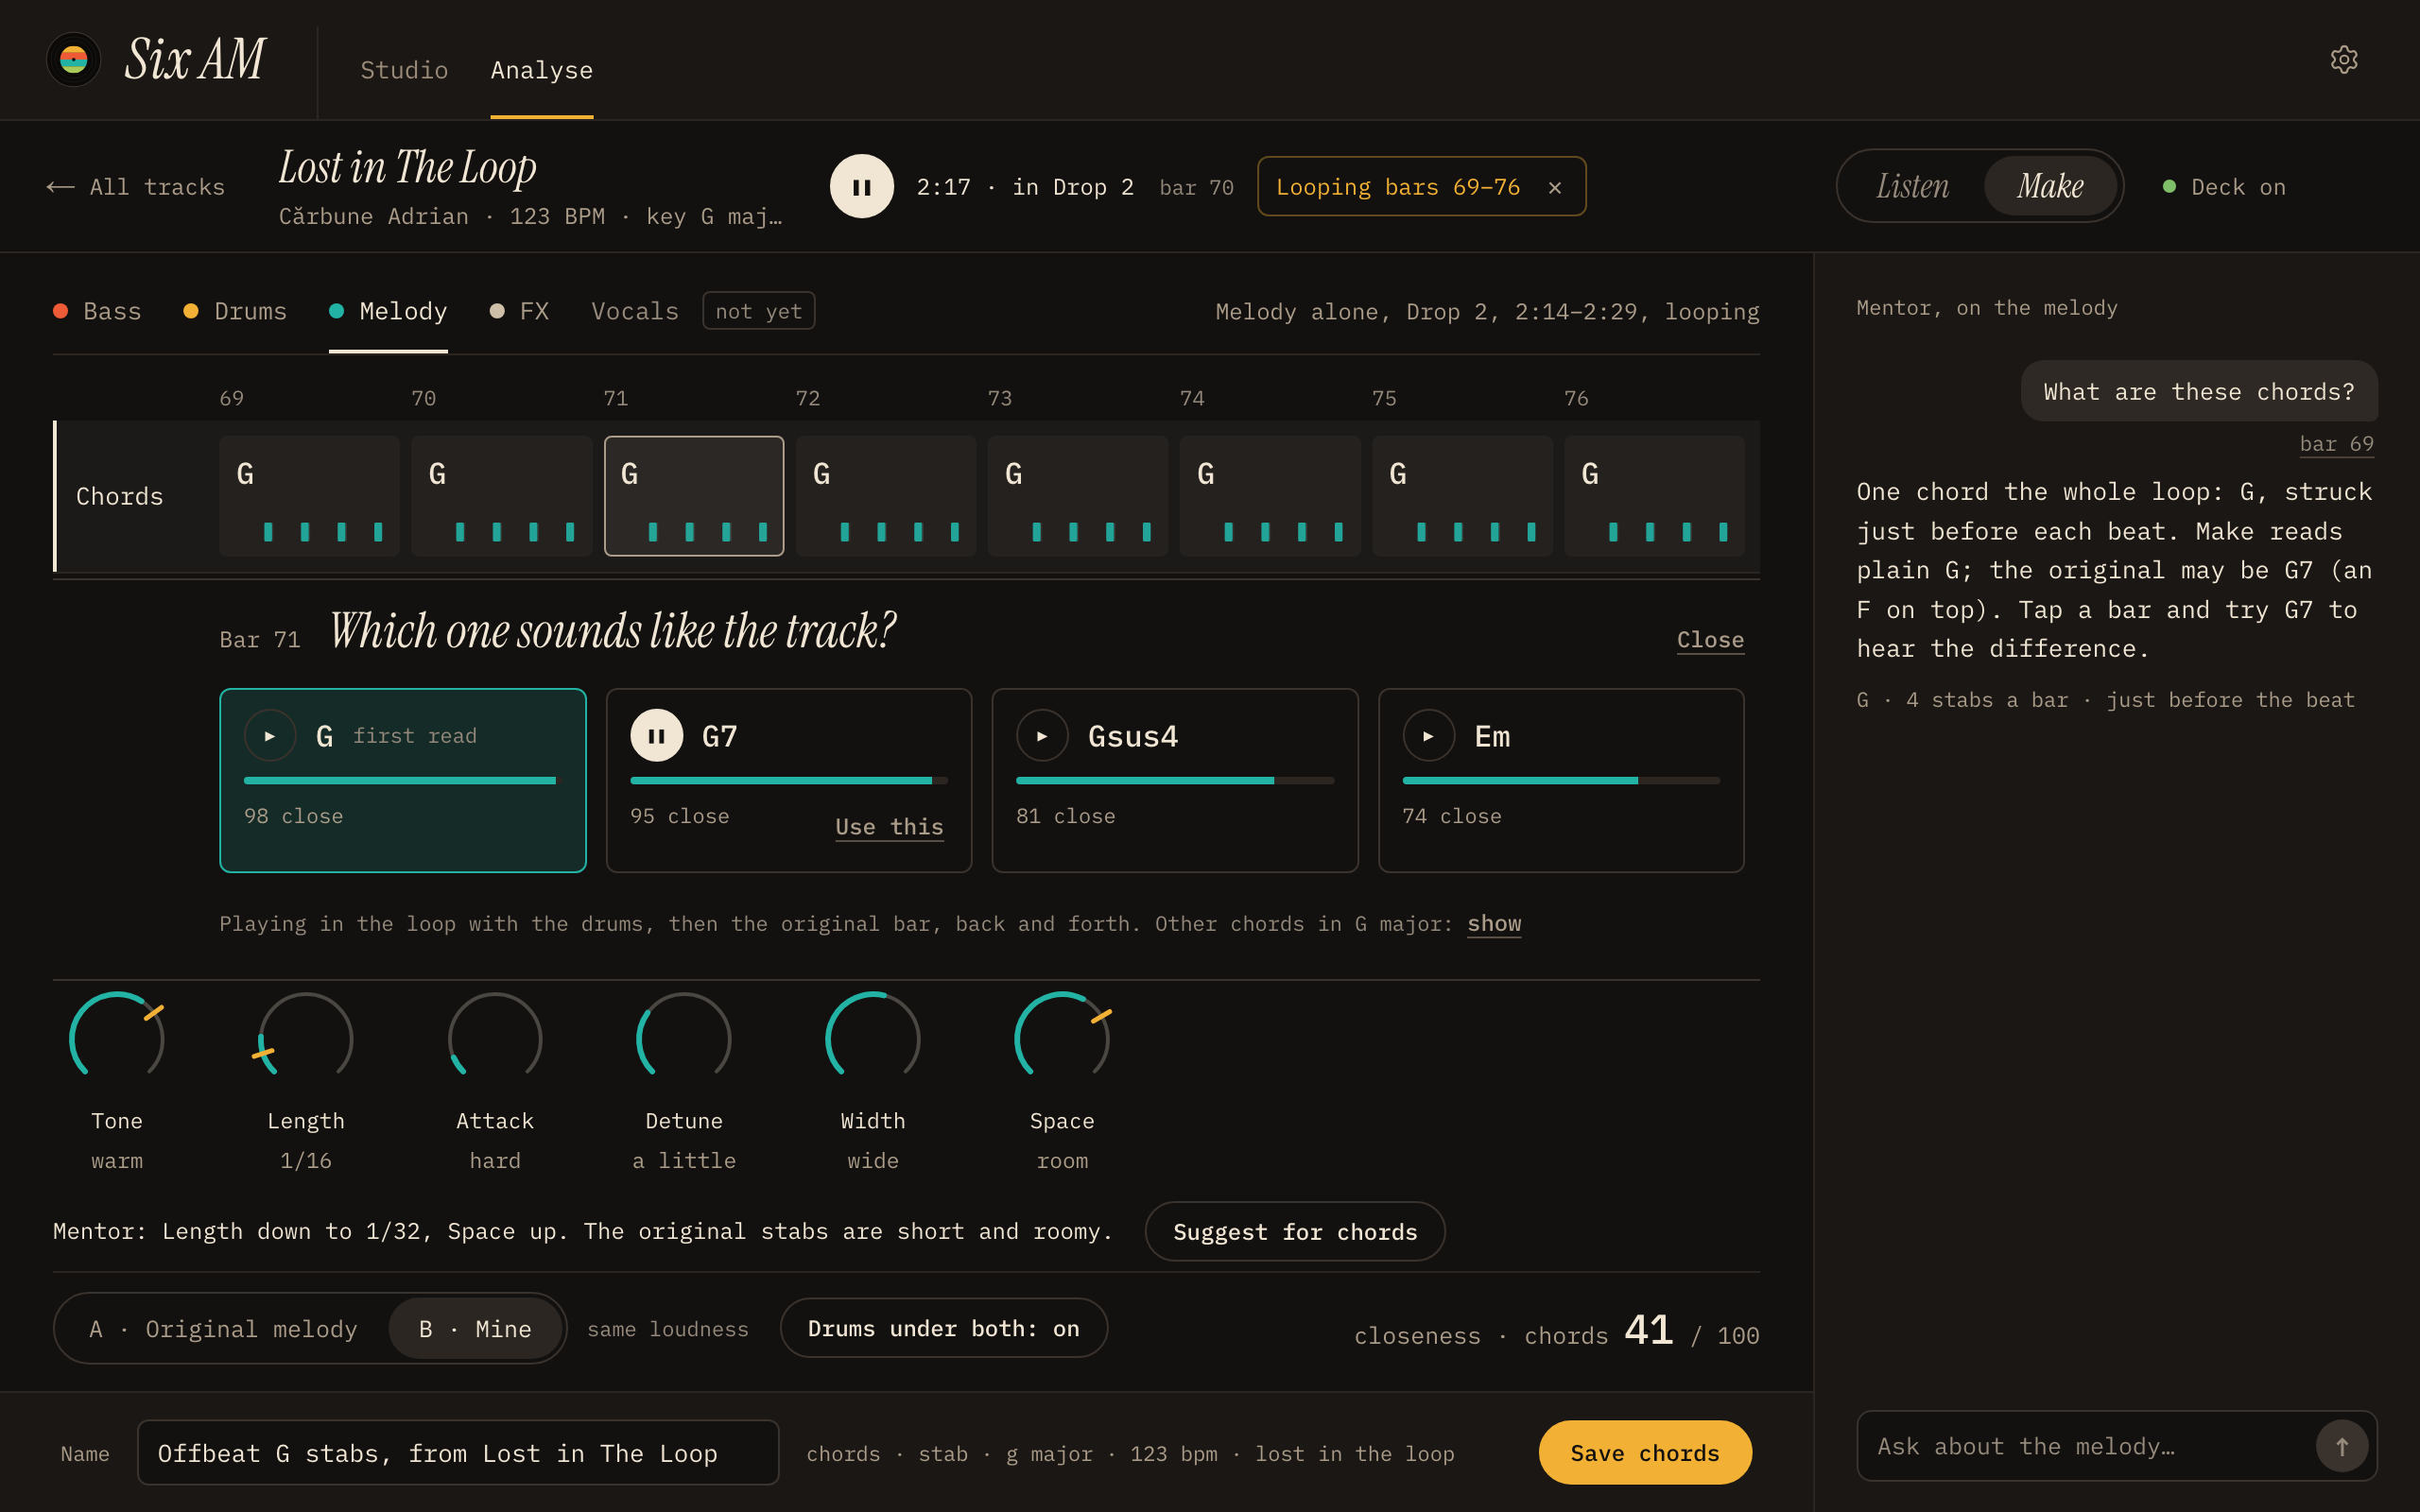 Six AM
Studio
Analyse
← All tracks
Lost in The Loop
Cărbune Adrian · 123 BPM · key G maj…
2:17 · in Drop 2
bar 70
Looping bars 69–76 ×
Listen
Make
Deck on
Bass
Drums
Melody
FX
Vocals
not yet
Melody alone, Drop 2, 2:14–2:29, looping
69 70 71 72 73 74 75 76
Chords
G G G G G G G G
Bar 71
Which one sounds like the track?
Close
G first read
98 close
G7
95 close
Use this
Gsus4
81 close
Em
74 close
Playing in the loop with the drums, then the original bar, back and forth. Other chords in G major: show
Tone
warm
Length
1/16
Attack
hard
Detune
a little
Width
wide
Space
room
Mentor: Length down to 1/32, Space up. The original stabs are short and roomy.
Suggest for chords
A · Original melody
B · Mine
same loudness
Drums under both: on
closeness · chords 41 / 100
Name
Offbeat G stabs, from Lost in The Loop
chords · stab · g major · 123 bpm · lost in the loop
Save chords
Mentor, on the melody
What are these chords?
bar 69
One chord the whole loop: G, struck
just before each beat. Make reads
plain G; the original may be G7 (an
F on top). Tap a bar and try G7 to
hear the difference.
G · 4 stabs a bar · just before the beat
Ask about the melody…
↑